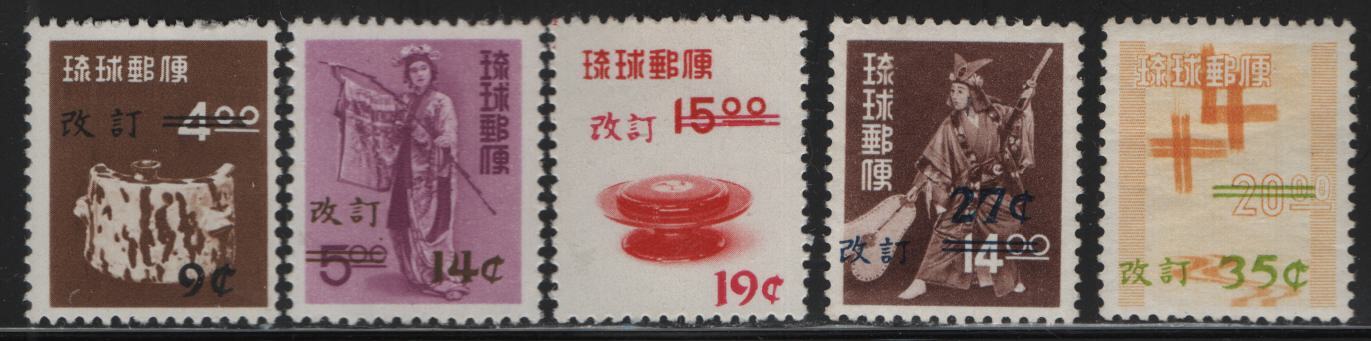 琉球郵便
改訂 4.00
9¢
琉球郵便
改訂
5.00 14¢
琉球郵便
改訂 15.00
19¢
琉球郵便
27¢
改訂 14.00
琉球郵便
20.00
改訂 35¢